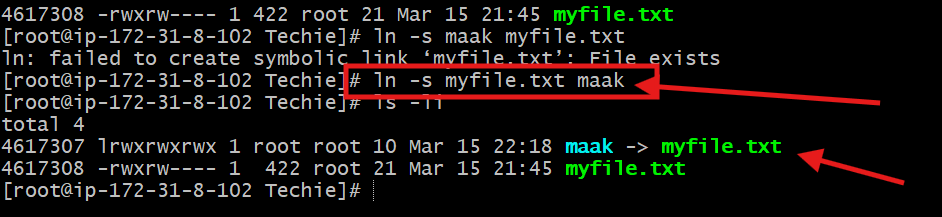 4617308 -rwxrw---- 1 422 root 21 Mar 15 21:45 myfile.txt
[root@ip-172-31-8-102 Techie]# ln -s maak myfile.txt
ln: failed to create symbolic link ‘myfile.txt’: File exists
[root@ip-172-31-8-102 Techie]# ln -s myfile.txt maak
[root@ip-172-31-8-102 Techie]# ls -li
total 4
4617307 lrwxrwxrwx 1 root root 10 Mar 15 22:18 maak -> myfile.txt
4617308 -rwxrw---- 1  422 root 21 Mar 15 21:45 myfile.txt
[root@ip-172-31-8-102 Techie]#